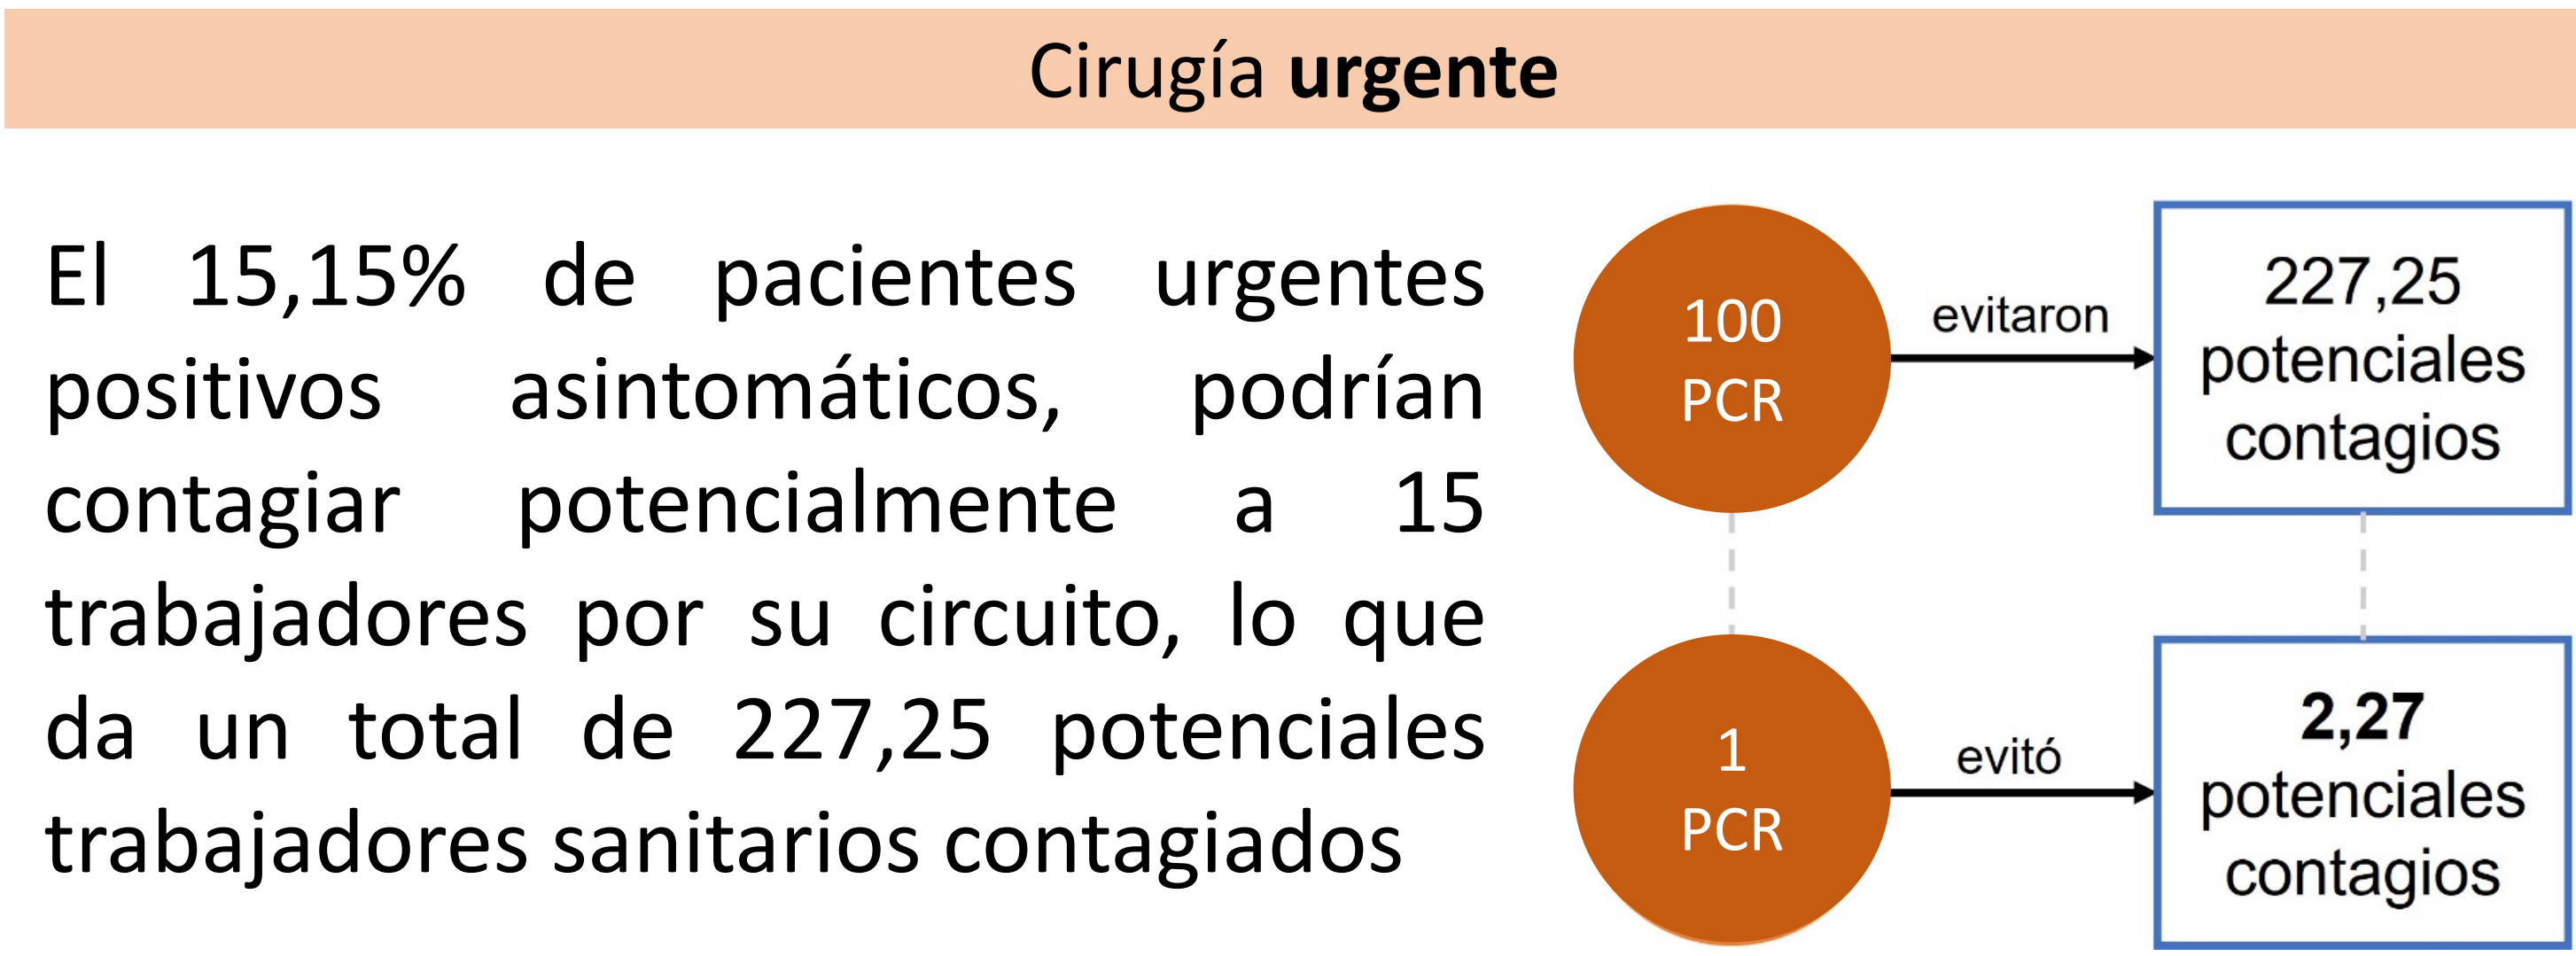 Cirugía urgente
El 15,15% de pacientes urgentes
positivos asintomáticos, podrían
contagiar potencialmente a 15
trabajadores por su circuito, lo que
da un total de 227,25 potenciales
trabajadores sanitarios contagiados
100
PCR
evitaron
227,25
potenciales
contagios
1
PCR
evitó
2,27
potenciales
contagios